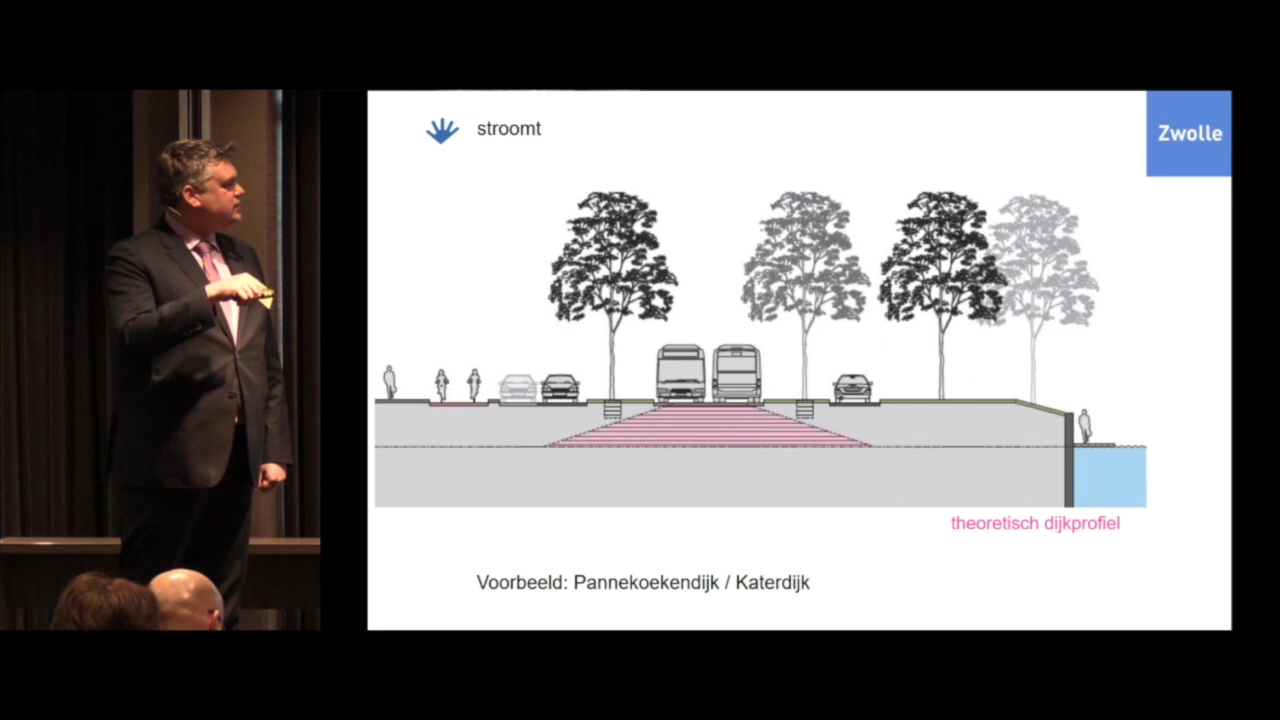 stroomt
Zwolle
theoretisch dijkprofiel
Voorbeeld: Pannekoekendijk / Katerdijk